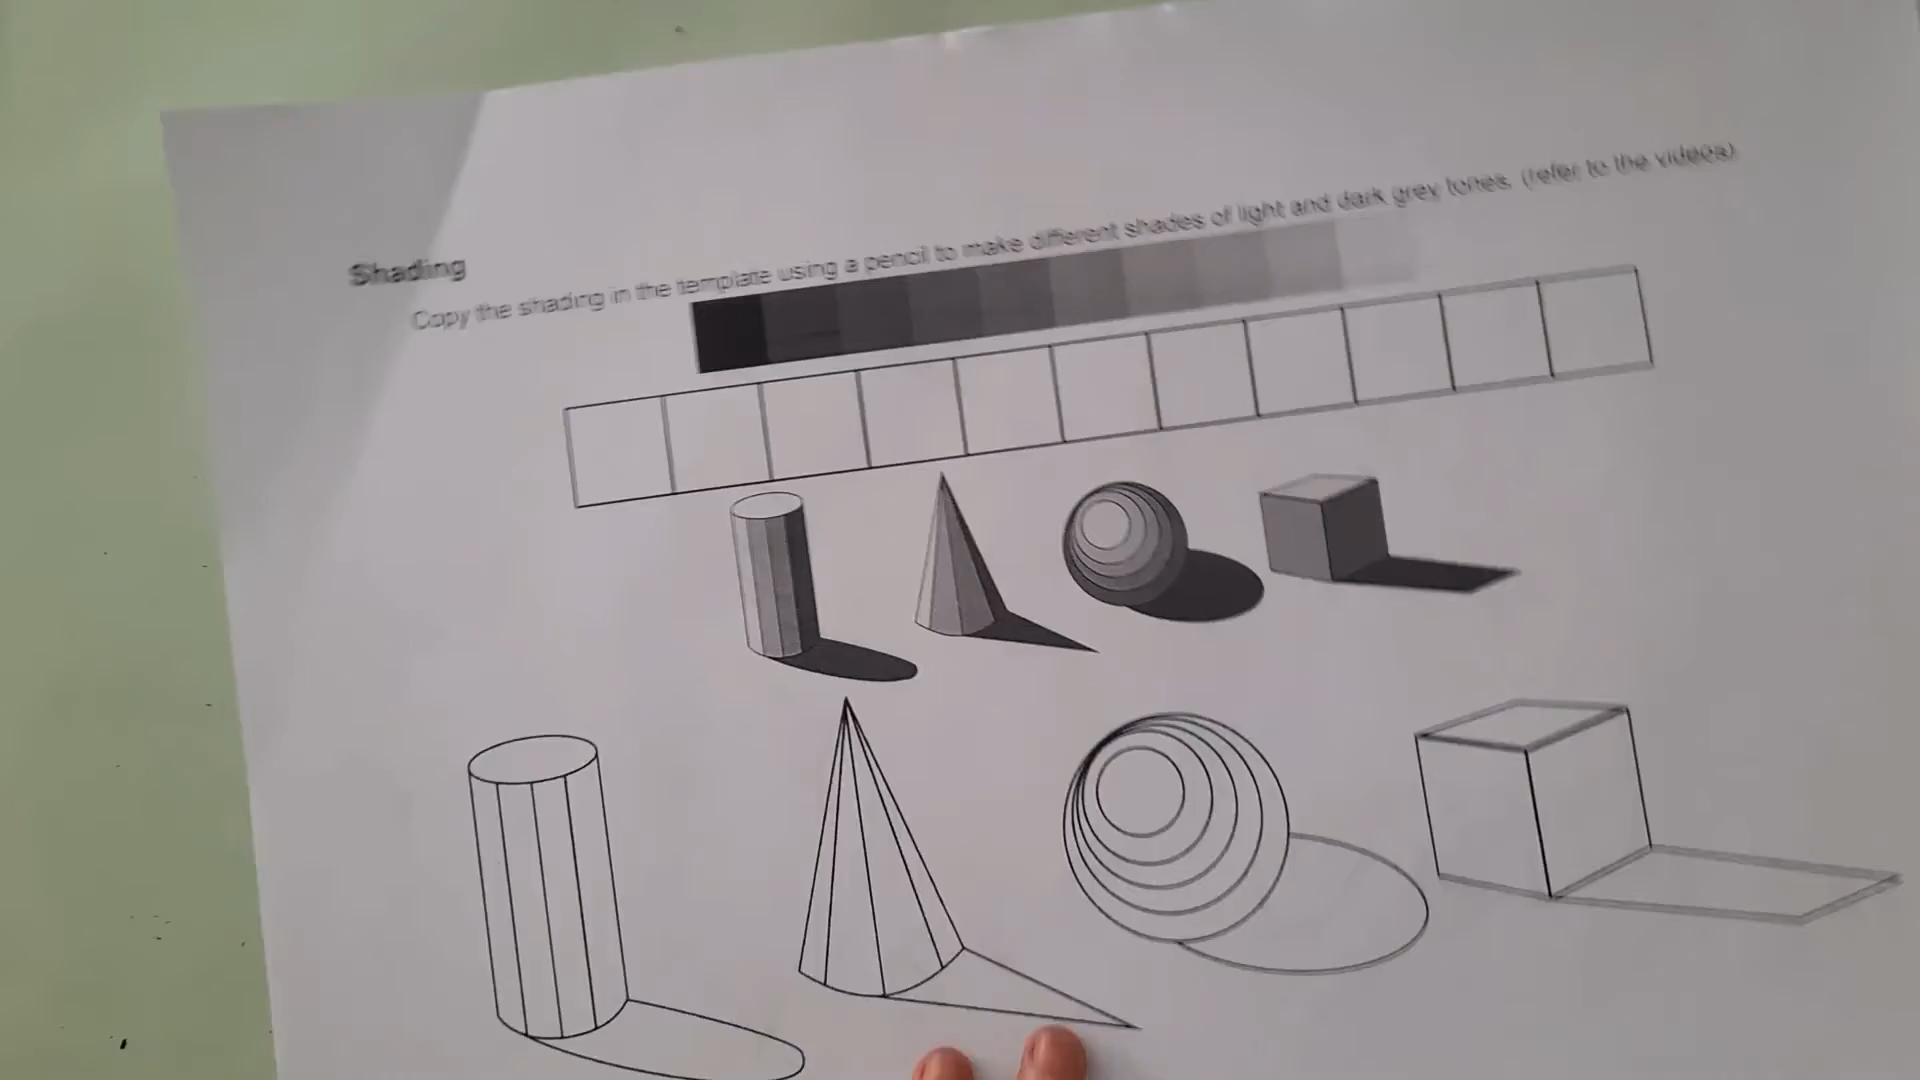 Shading
Copy the shading in the template using a pencil to make different shades of light and dark grey tones. (refer to the videos)